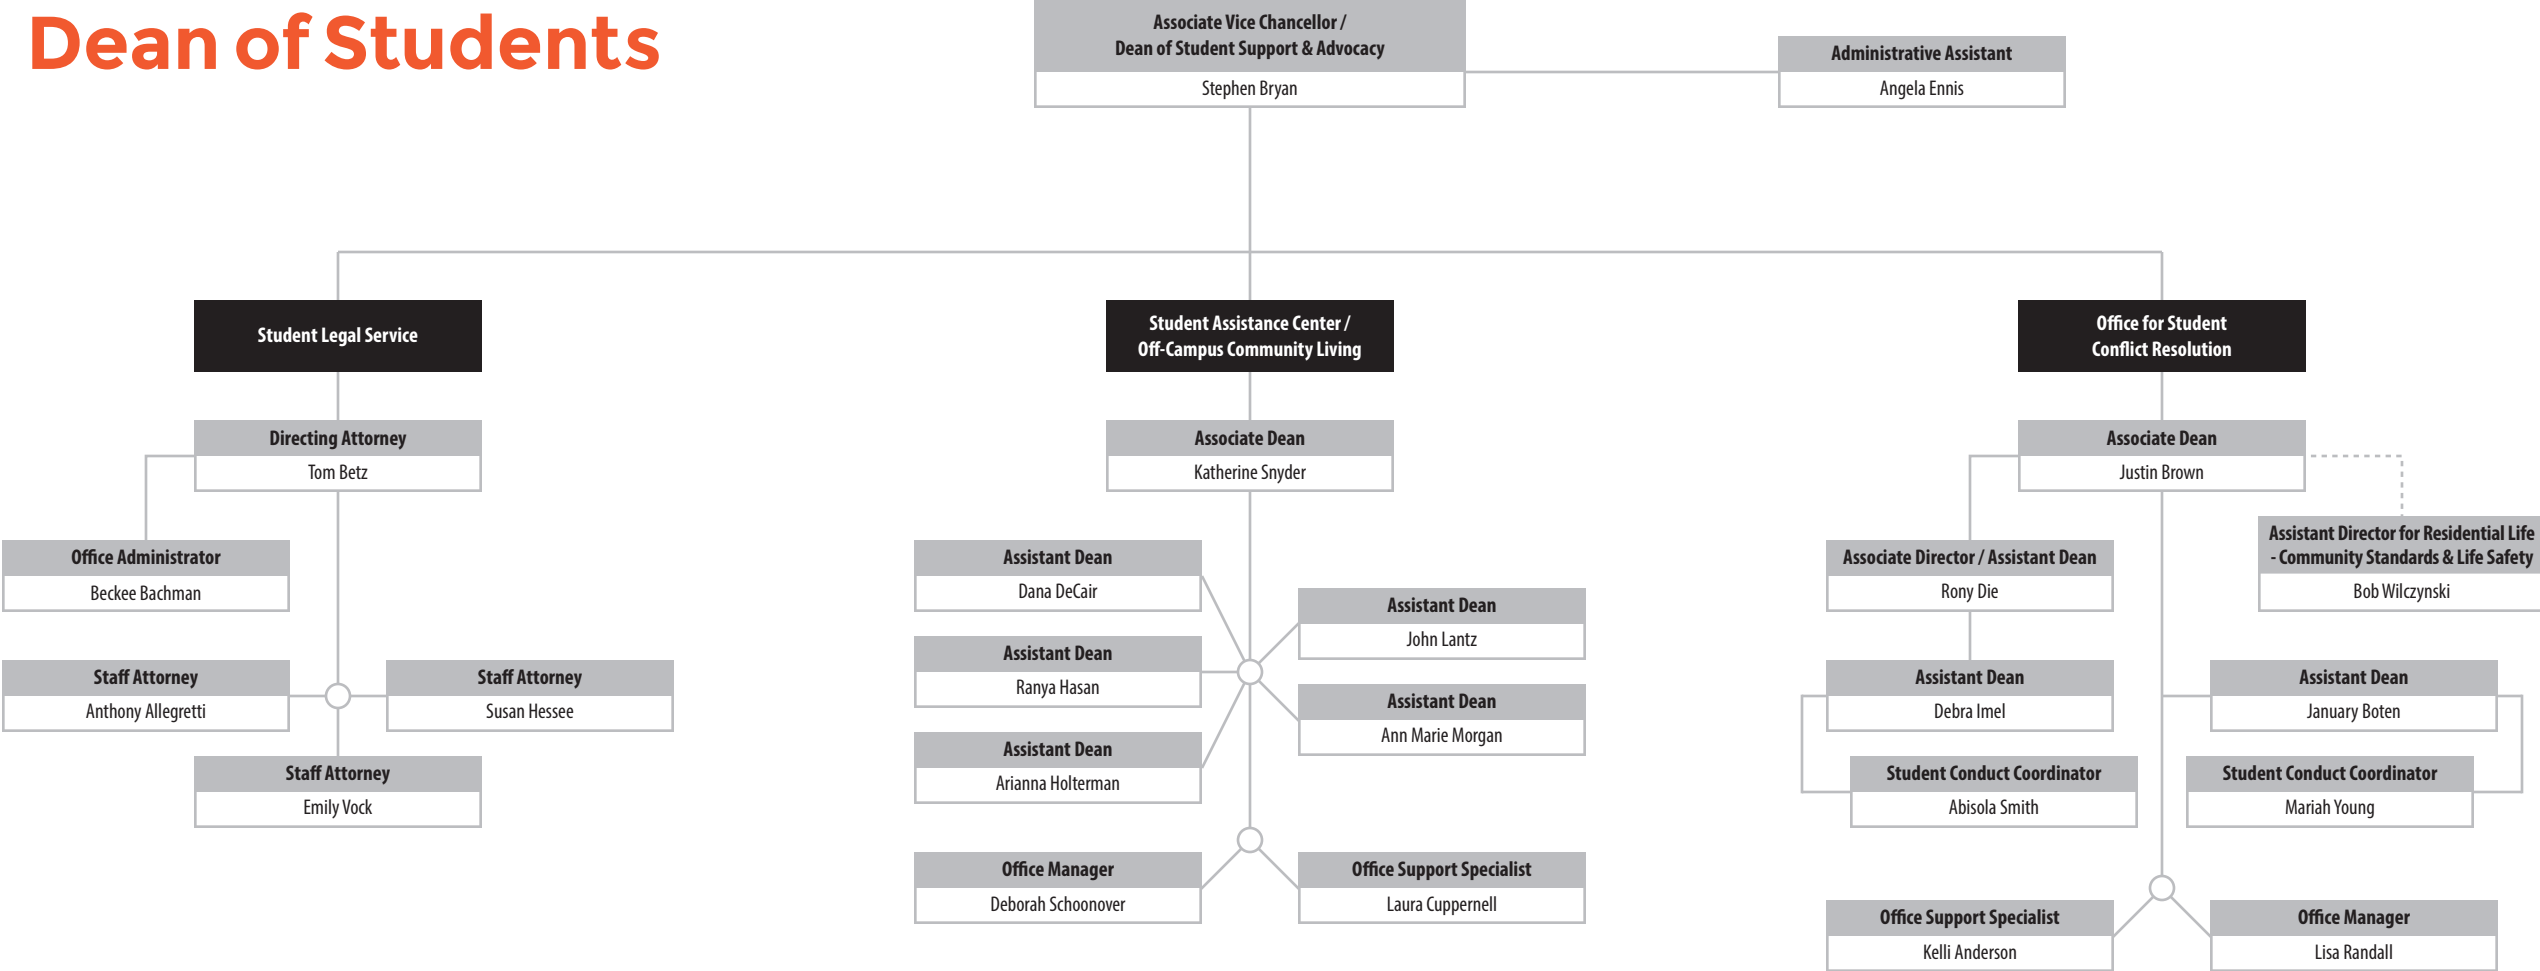 Dean of Students
Associate Vice Chancellor /
Dean of Student Support & Advocacy
Stephen Bryan
Administrative Assistant
Angela Ennis
Student Legal Service
Directing Attorney
Tom Betz
Office Administrator
Beckee Bachman
Staff Attorney
Anthony Allegretti
Staff Attorney
Susan Hessee
Staff Attorney
Emily Vock
Student Assistance Center /
Off-Campus Community Living
Associate Dean
Katherine Snyder
Assistant Dean
Dana DeCair
Assistant Dean
Ranya Hasan
Assistant Dean
Arianna Holterman
Assistant Dean
John Lantz
Assistant Dean
Ann Marie Morgan
Office Manager
Deborah Schoonover
Office Support Specialist
Laura Cuppernell
Office for Student
Conflict Resolution
Associate Dean
Justin Brown
Associate Director / Assistant Dean
Rony Die
Assistant Director for Residential Life
- Community Standards & Life Safety
Bob Wilczynski
Assistant Dean
Debra Imel
Student Conduct Coordinator
Abisola Smith
Assistant Dean
January Boten
Student Conduct Coordinator
Mariah Young
Office Support Specialist
Kelli Anderson
Office Manager
Lisa Randall